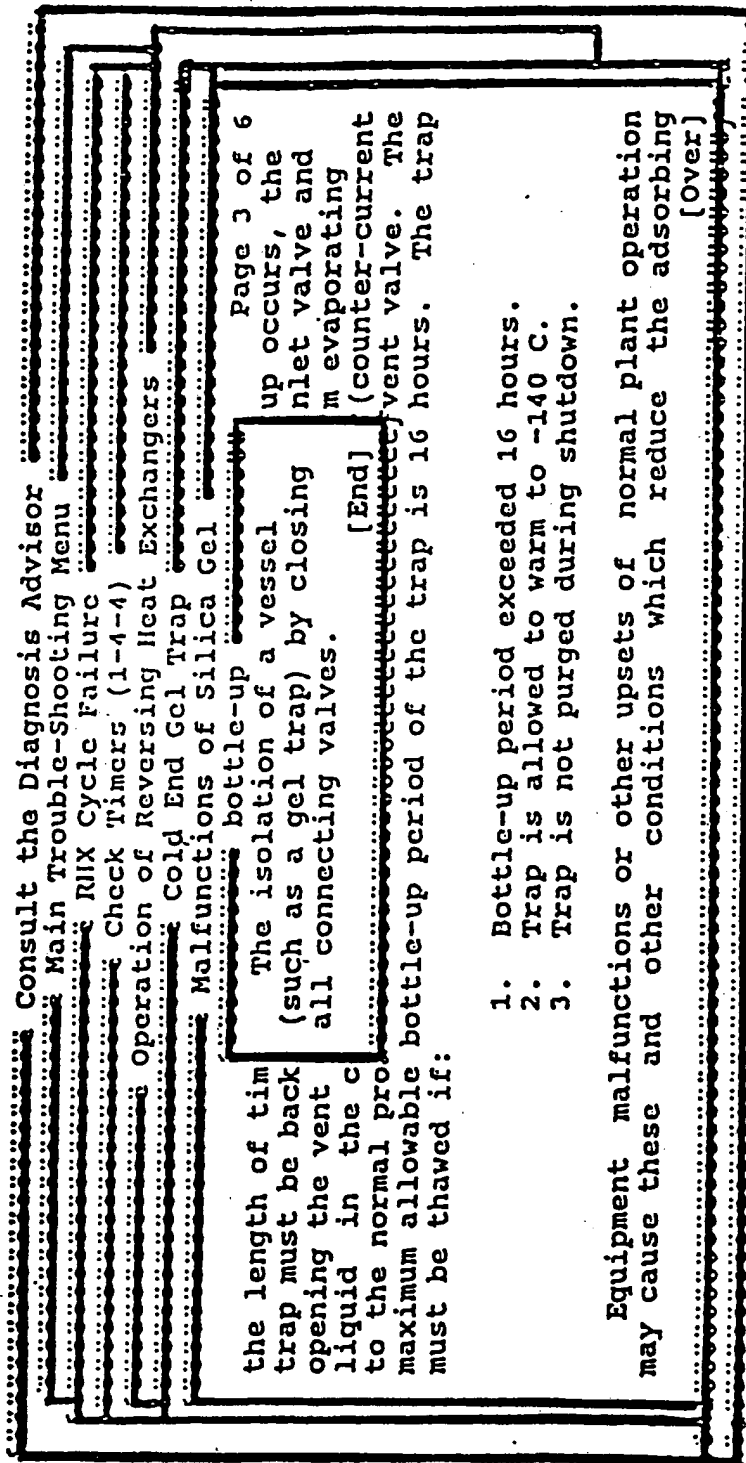 Consult the Diagnosis Advisor
Main Trouble-Shooting Menu
RHX Cycle Failure
Check Timers (1-4-4)
Operation of Reversing Heat Exchangers
Cold End Gel Trap
Malfunctions of Silica Gel
bottle-up
Page 3 of 6
The isolation of a vessel
(such as a gel trap) by closing
all connecting valves.
[End]
the length of tim up occurs, the
trap must be back nlet valve and
opening the vent m evaporating
liquid in the c (counter-current
to the normal pro vent valve. The
maximum allowable bottle-up period of the trap is 16 hours. The trap
must be thawed if:
1. Bottle-up period exceeded 16 hours.
2. Trap is allowed to warm to -140 C.
3. Trap is not purged during shutdown.
Equipment malfunctions or other upsets of normal plant operation
may cause these and other conditions which reduce the adsorbing
[Over]